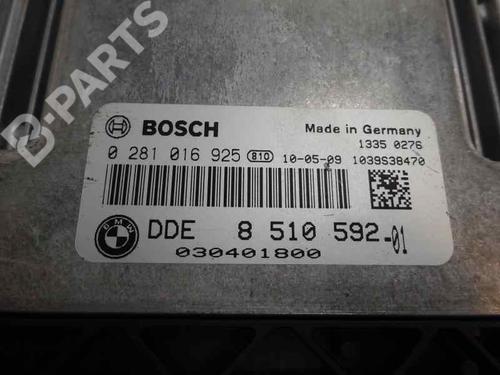 B-PARTS
BOSCH
Made in Germany
1335 0276
0 281 016 925 810 10-05-09 1039S38470
BMW
DDE 8 510 592-01
030401800